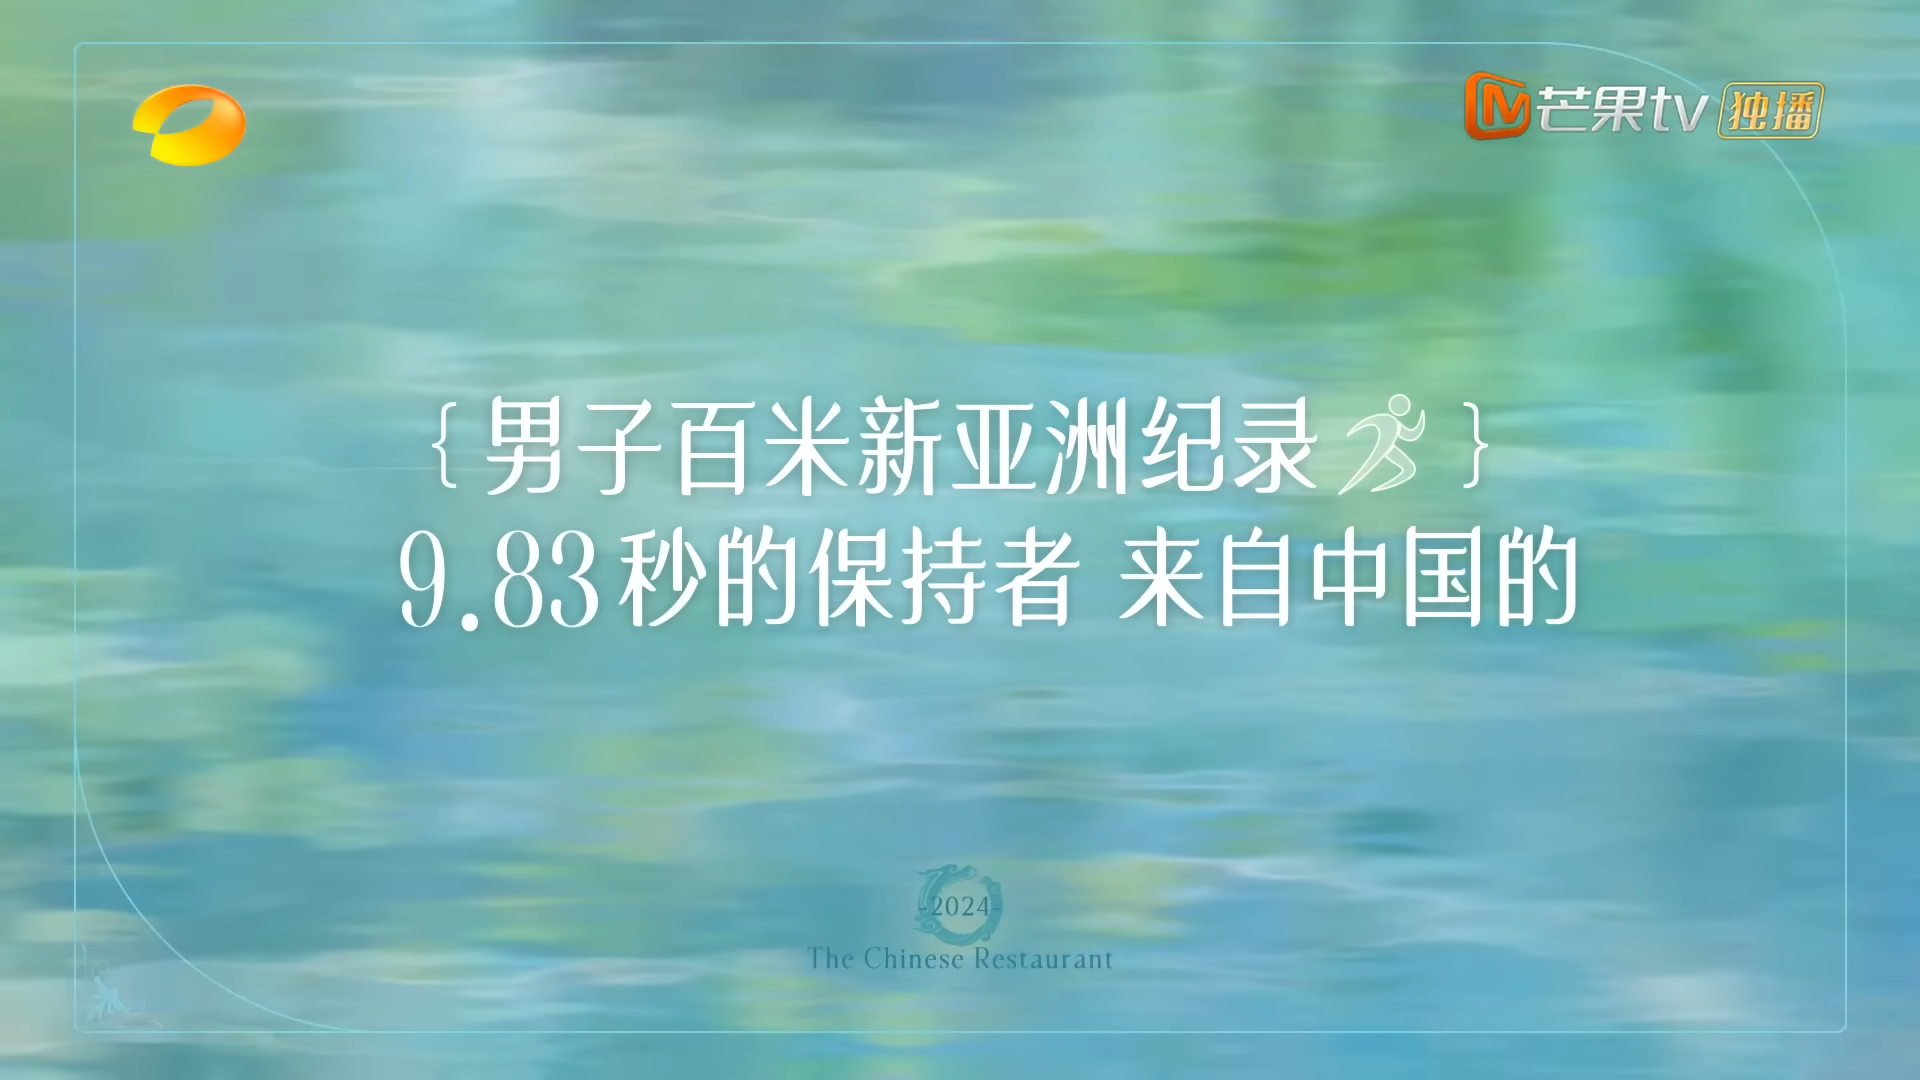 芒果tv 独播
{男子百米新亚洲纪录}
9.83秒的保持者 来自中国的
-2024-
The Chinese Restaurant